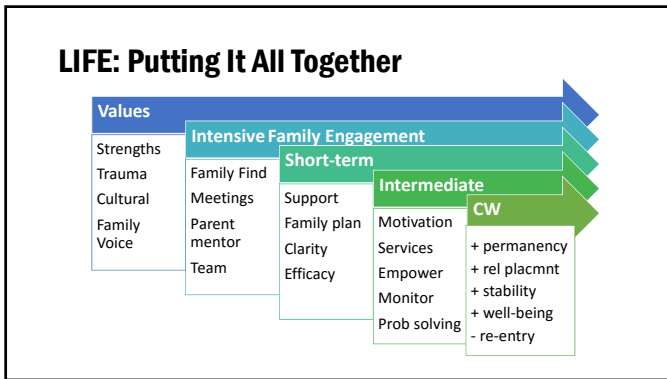 LIFE: Putting It All Together
Values
Strengths
Trauma
Cultural
Family
Voice
Intensive Family Engagement
Family Find
Meetings
Parent
mentor
Team
Short-term
Support
Family plan
Clarity
Efficacy
Intermediate
Motivation
Services
Empower
Monitor
Prob solving
CW
+ permanency
+ rel placmnt
+ stability
+ well-being
- re-entry